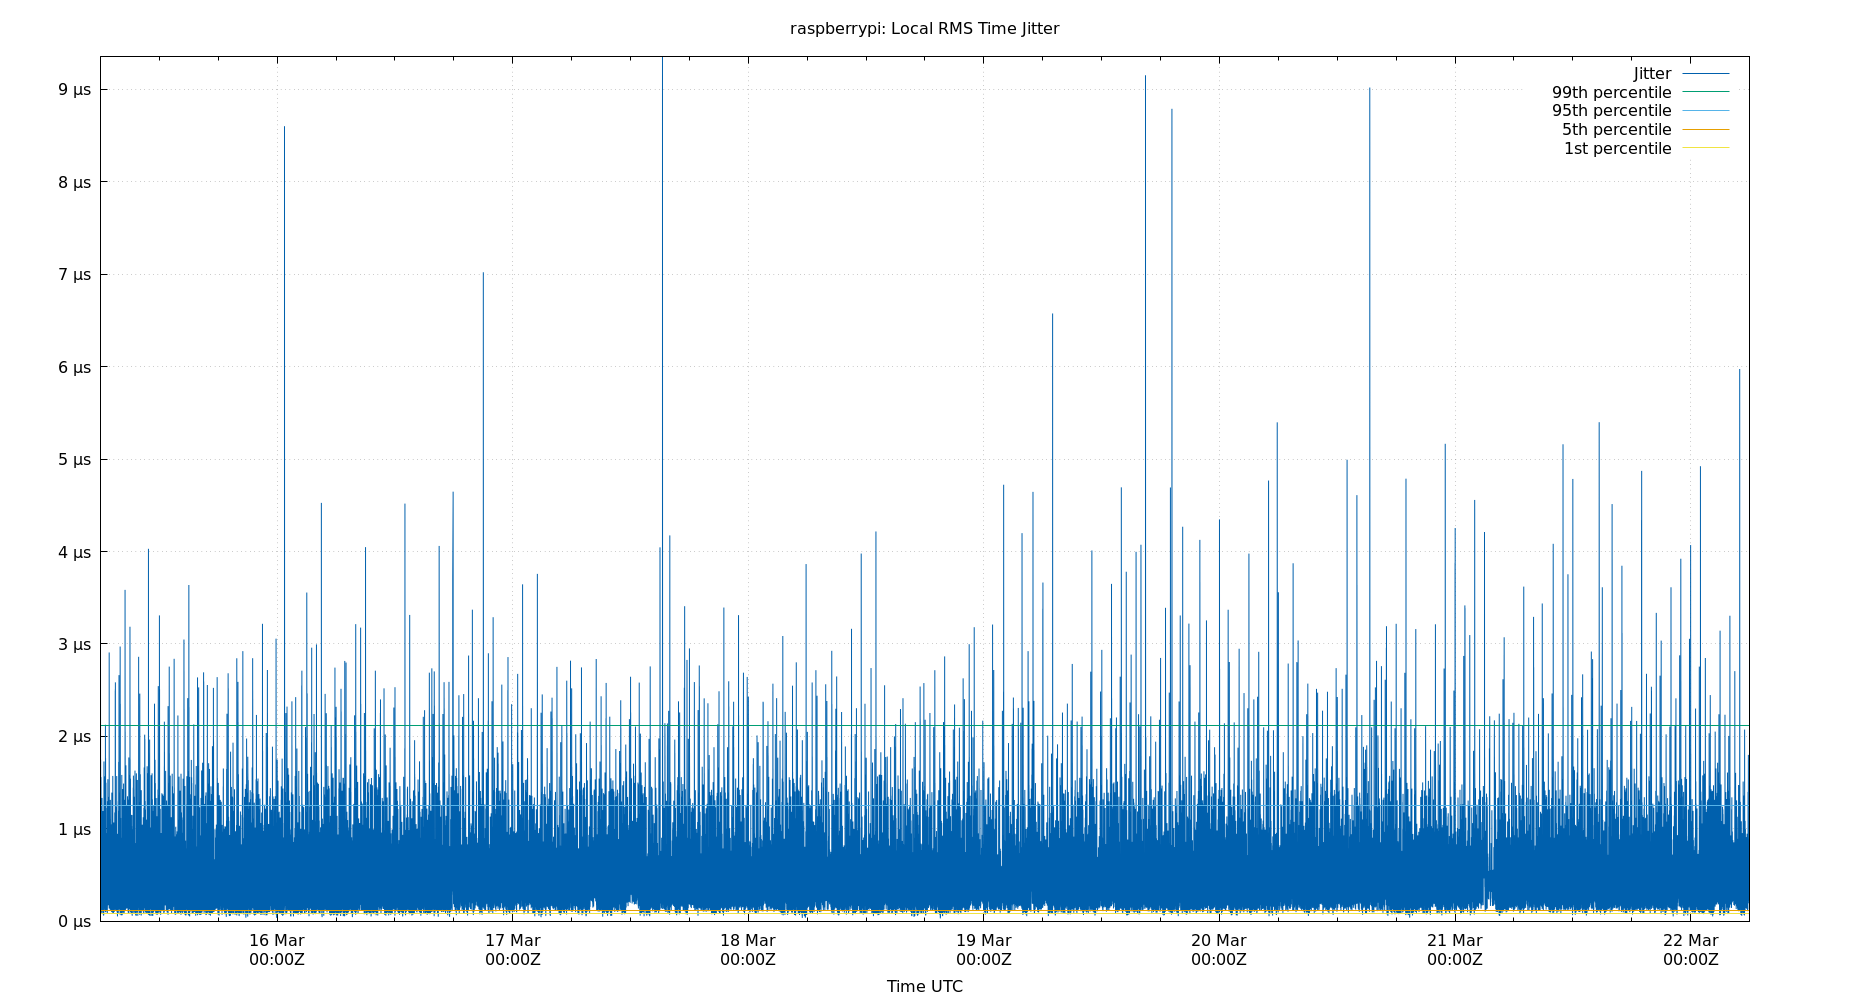 raspberrypi: Local RMS Time Jitter
Jitter
99th percentile
95th percentile
5th percentile
1st percentile
9 µs
8 µs
7 µs
6 µs
5 µs
4 µs
3 µs
2 µs
1 µs
0 µs
16 Mar 17 Mar 18 Mar 19 Mar 20 Mar 21 Mar 22 Mar
00:00Z 00:00Z 00:00Z 00:00Z 00:00Z 00:00Z 00:00Z
Time UTC